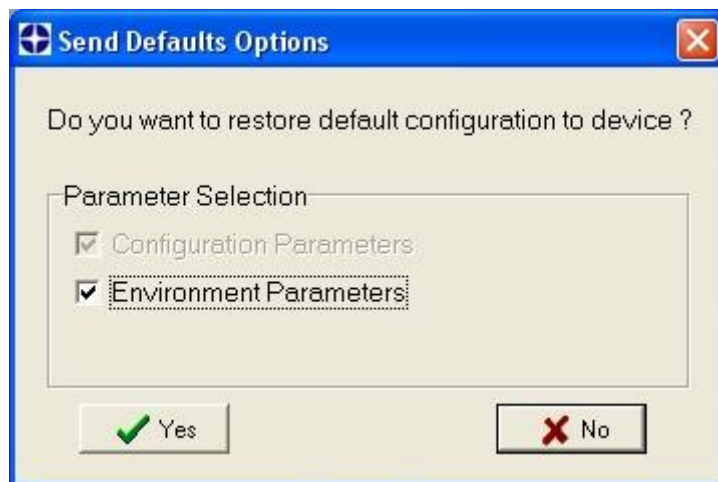 Send Defaults Options
Do you want to restore default configuration to device ?
Parameter Selection
Configuration Parameters
Environment Parameters
Yes
No